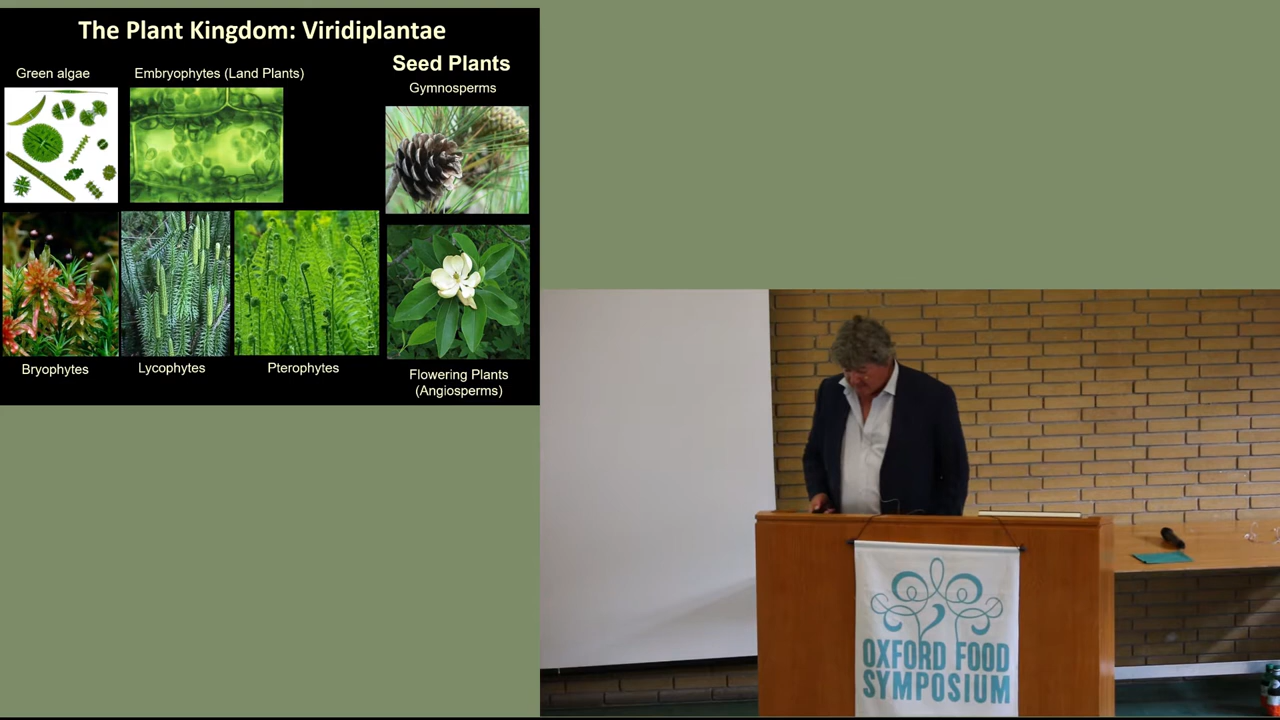 The Plant Kingdom: Viridiplantae
Seed Plants
Green algae
Embryophytes (Land Plants)
Gymnosperms
Bryophytes
Lycophytes
Pterophytes
Flowering Plants
(Angiosperms)
OXFORD FOOD
SYMPOSIUM